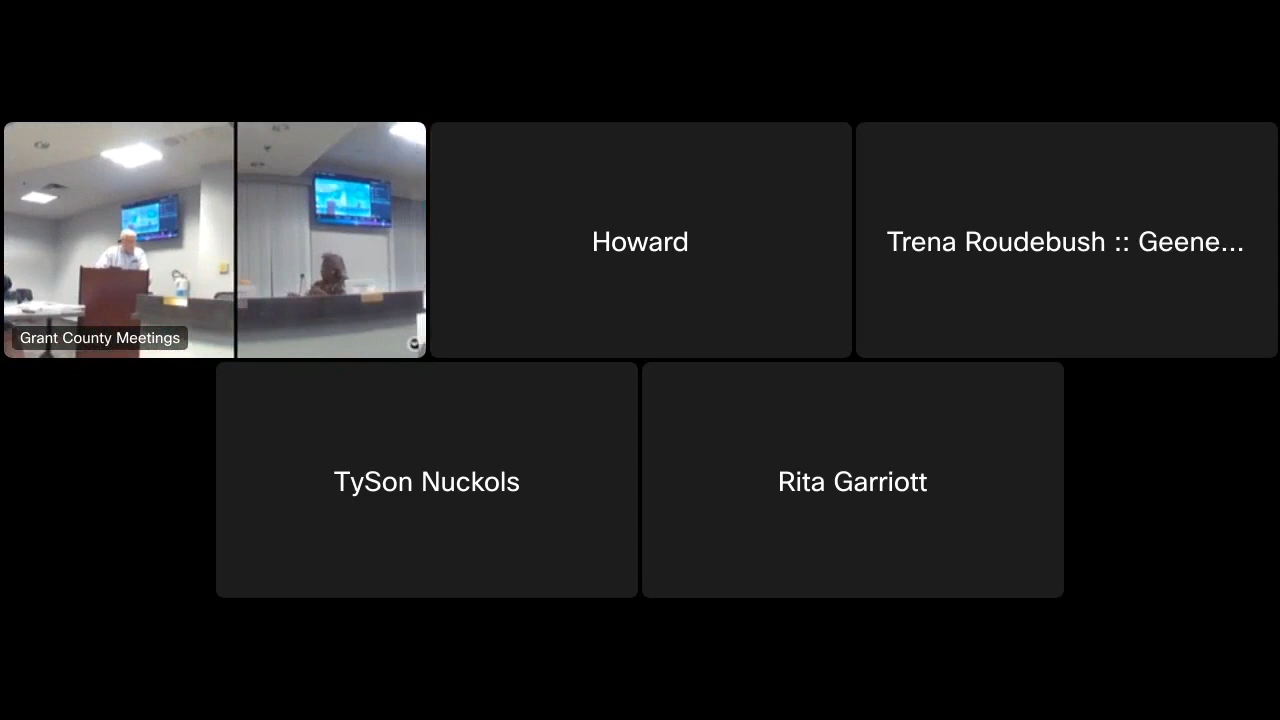 Grant County Meetings
Howard
Trena Roudebush :: Geene...
TySon Nuckols
Rita Garriott